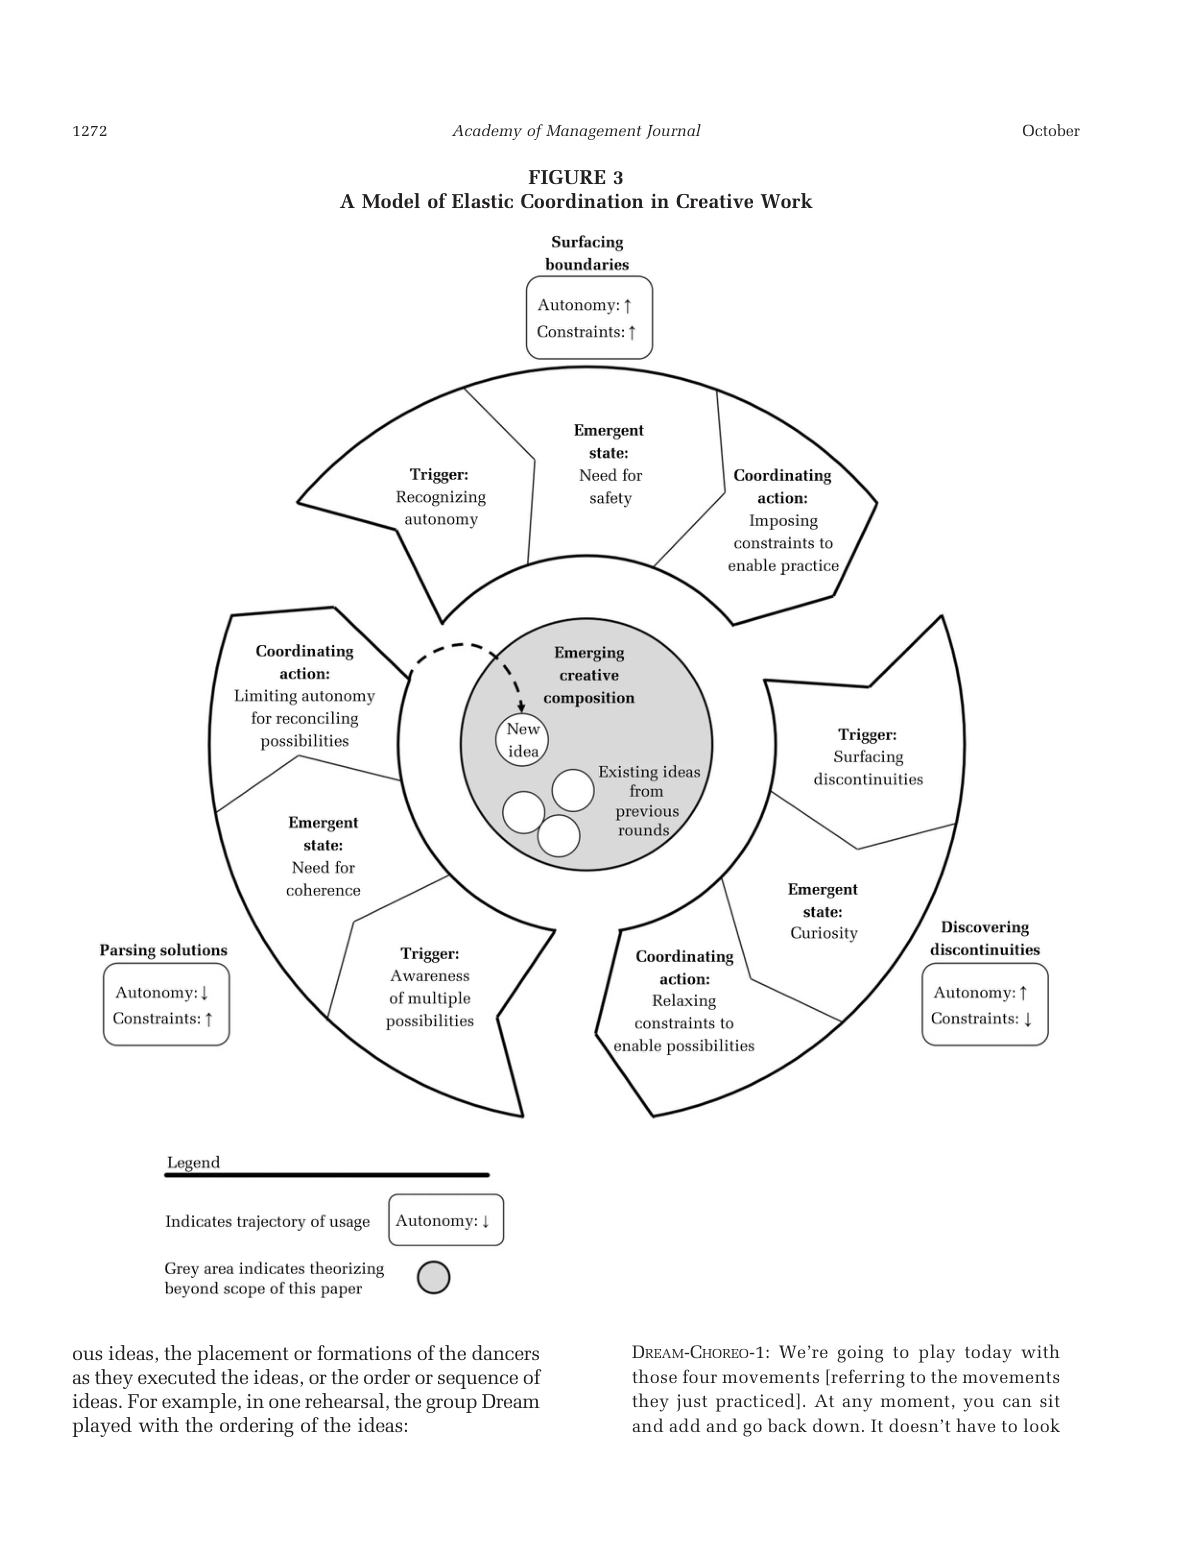 1272
Academy of Management Journal
October
FIGURE 3
A Model of Elastic Coordination in Creative Work
Surfacing
boundaries
Autonomy: ↑
Constraints: ↑
Trigger:
Recognizing
autonomy
Emergent
state:
Need for
safety
Coordinating
action:
Imposing
constraints to
enable practice
Trigger:
Surfacing
discontinuities
Emergent
state:
Curiosity
Coordinating
action:
Relaxing
constraints to
enable possibilities
Discovering
discontinuities
Autonomy: ↑
Constraints: ↓
Trigger:
Awareness
of multiple
possibilities
Emergent
state:
Need for
coherence
Coordinating
action:
Limiting autonomy
for reconciling
possibilities
Parsing solutions
Autonomy: ↓
Constraints: ↑
Emerging
creative
composition
New
idea
Existing ideas
from
previous
rounds
Legend
Indicates trajectory of usage
Autonomy: ↓
Grey area indicates theorizing
beyond scope of this paper
ous ideas, the placement or formations of the dancers
as they executed the ideas, or the order or sequence of
ideas. For example, in one rehearsal, the group Dream
played with the ordering of the ideas:
DREAM-CHOREO-1: We're going to play today with
those four movements [referring to the movements
they just practiced]. At any moment, you can sit
and add and go back down. It doesn't have to look